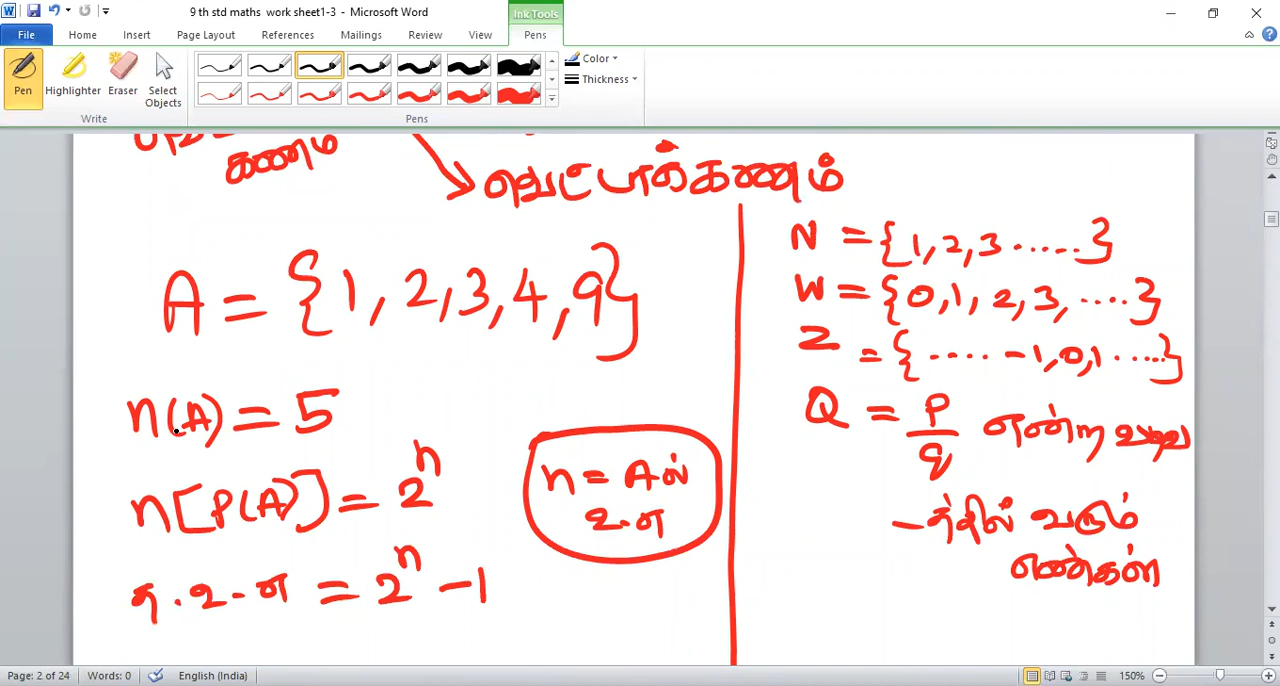 9 th std maths work sheet1-3 - Microsoft Word
Ink Tools
File Home Insert Page Layout References Mailings Review View Pens
Pen Highlighter Eraser Select Objects
Color
Thickness
Write Pens
கணம்
வெட்டாக்கணம்
A = {1, 2, 3, 4, 9}
n(A) = 5
n[P(A)] = 2ⁿ
த.உ.எ = 2ⁿ - 1
n = A ல்
உ.எ
N = {1, 2, 3 .....}
W = {0, 1, 2, 3, ....}
Z = {..... -1, 0, 1 .....}
Q = P/q என்ற வடிவ
-த்தில் வரும்
எண்கள்
Page: 2 of 24 Words: 0 English (India) 150%